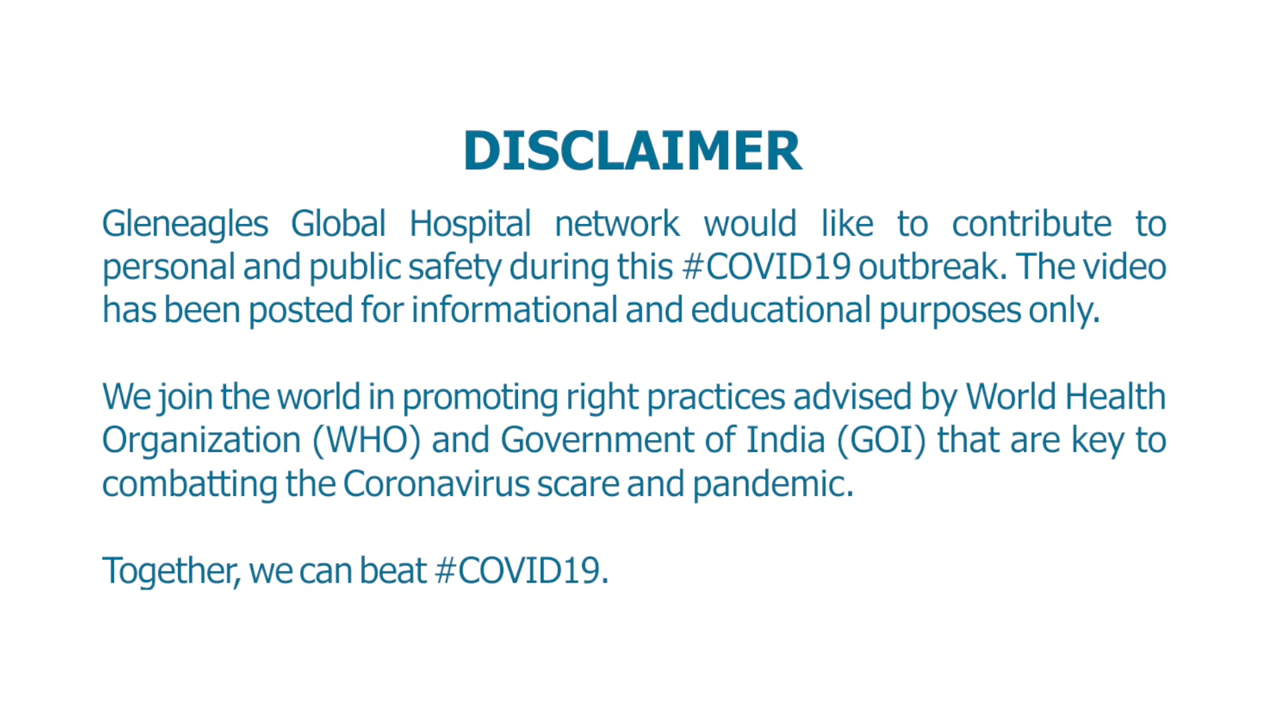 DISCLAIMER
Gleneagles Global Hospital network would like to contribute to
personal and public safety during this #COVID19 outbreak. The video
has been posted for informational and educational purposes only.
We join the world in promoting right practices advised by World Health
Organization (WHO) and Government of India (GOI) that are key to
combatting the Coronavirus scare and pandemic.
Together, we can beat #COVID19.